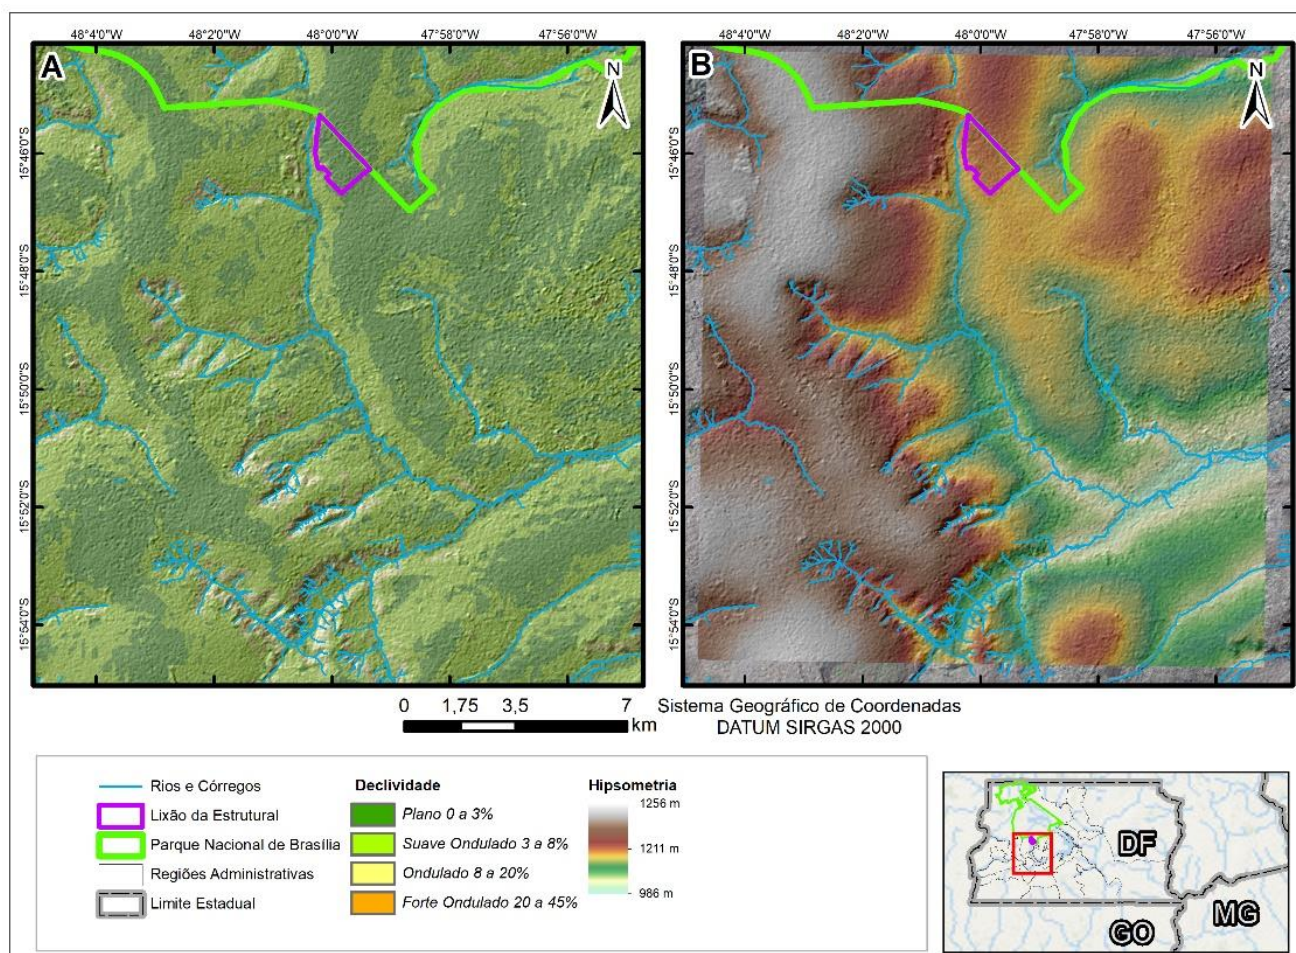 48°4'0"W 48°2'0"W 48°0'0"W 47°58'0"W 47°56'0"W
48°4'0"W 48°2'0"W 48°0'0"W 47°58'0"W 47°56'0"W
A
N
B
N
15°46'0"S
15°48'0"S
15°50'0"S
15°52'0"S
15°54'0"S
15°46'0"S
15°48'0"S
15°50'0"S
15°52'0"S
15°54'0"S
0 1,75 3,5 7
km
Sistema Geográfico de Coordenadas
DATUM SIRGAS 2000
Rios e Córregos
Lixão da Estrutural
Parque Nacional de Brasília
Regiões Administrativas
Limite Estadual
Declividade
Plano 0 a 3%
Suave Ondulado 3 a 8%
Ondulado 8 a 20%
Forte Ondulado 20 a 45%
Hipsometria
1256 m
1211 m
986 m
DF
MG
GO